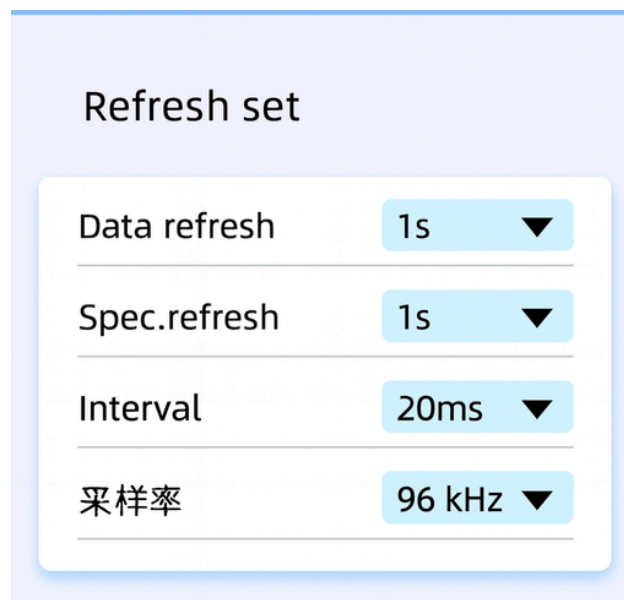 Refresh set
Data refresh 1s
Spec.refresh 1s
Interval 20ms
采样率 96 kHz